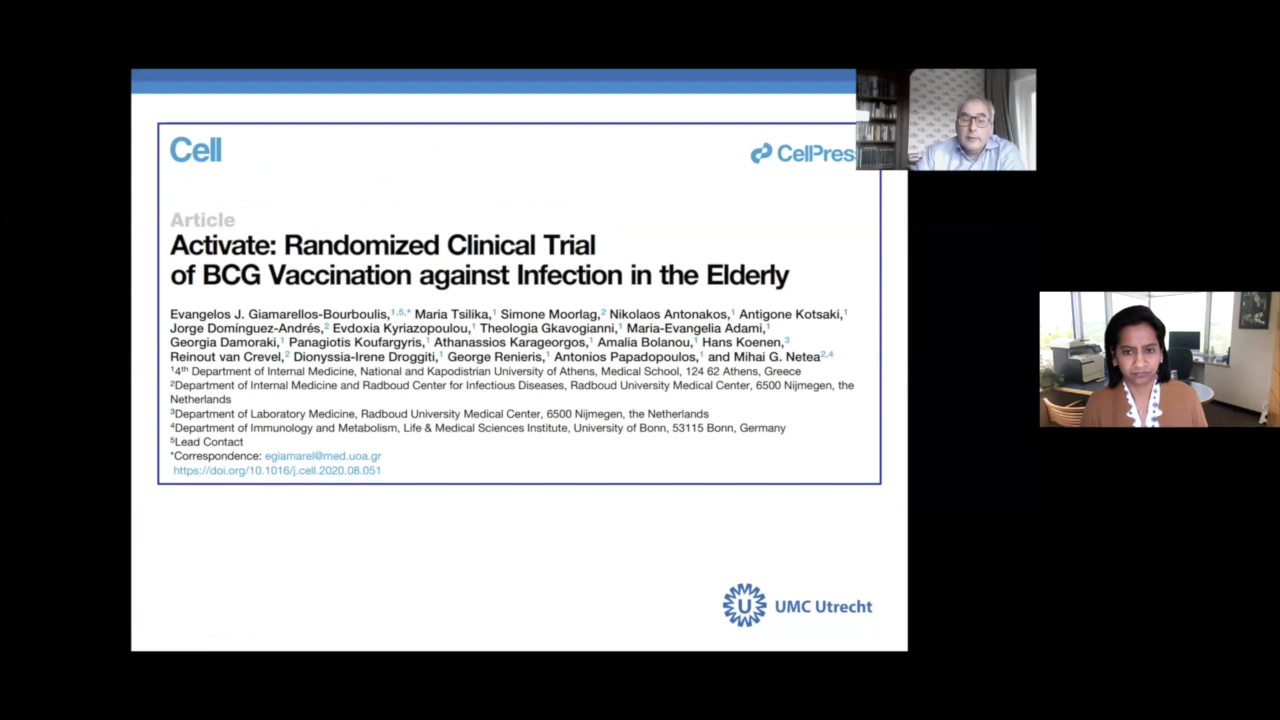 Cell
CellPres
Article
Activate: Randomized Clinical Trial
of BCG Vaccination against Infection in the Elderly
Evangelos J. Giamarellos-Bourboulis,1,5,* Maria Tsilika,1 Simone Moorlag,2 Nikolaos Antonakos,1 Antigone Kotsaki,1
Jorge Domínguez-Andrés,2 Evdoxia Kyriazopoulou,1 Theologia Gkavogianni,1 Maria-Evangelia Adami,1
Georgia Damoraki,1 Panagiotis Koufargyris,1 Athanassios Karageorgos,1 Amalia Bolanou,1 Hans Koenen,3
Reinout van Crevel,2 Dionyssia-Irene Droggiti,1 George Renieris,1 Antonios Papadopoulos,1 and Mihai G. Netea2,4
14th Department of Internal Medicine, National and Kapodistrian University of Athens, Medical School, 124 62 Athens, Greece
2Department of Internal Medicine and Radboud Center for Infectious Diseases, Radboud University Medical Center, 6500 Nijmegen, the
Netherlands
3Department of Laboratory Medicine, Radboud University Medical Center, 6500 Nijmegen, the Netherlands
4Department of Immunology and Metabolism, Life & Medical Sciences Institute, University of Bonn, 53115 Bonn, Germany
5Lead Contact
*Correspondence: egiamarel@med.uoa.gr
https://doi.org/10.1016/j.cell.2020.08.051
U UMC Utrecht